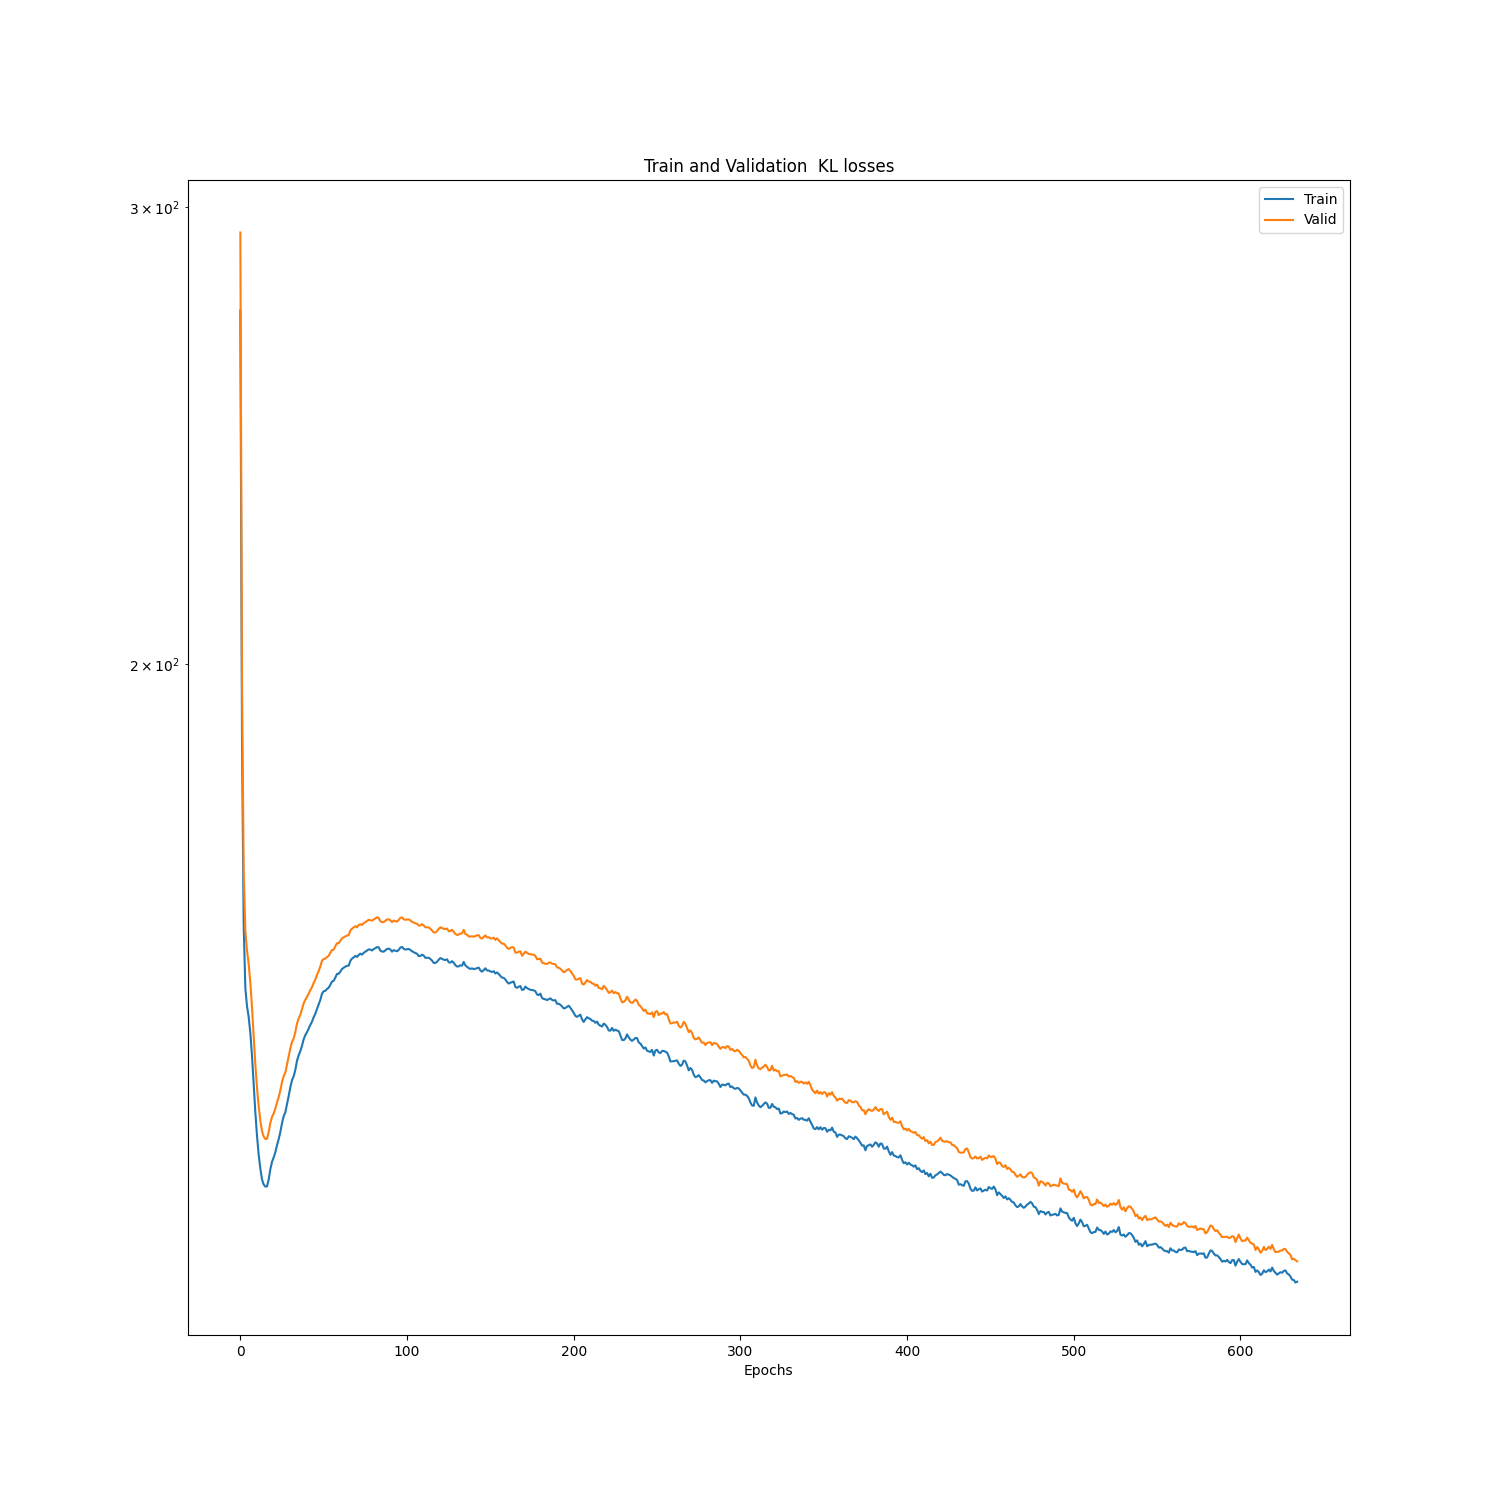 Train and Validation  KL losses
3 × 10²
Train
Valid
2 × 10²
0 100 200 300 400 500 600
Epochs